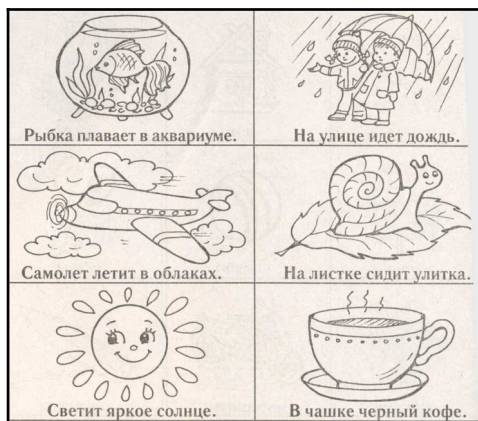 Рыбка плавает в аквариуме.
На улице идет дождь.
Самолет летит в облаках.
На листке сидит улитка.
Светит яркое солнце.
В чашке черный кофе.